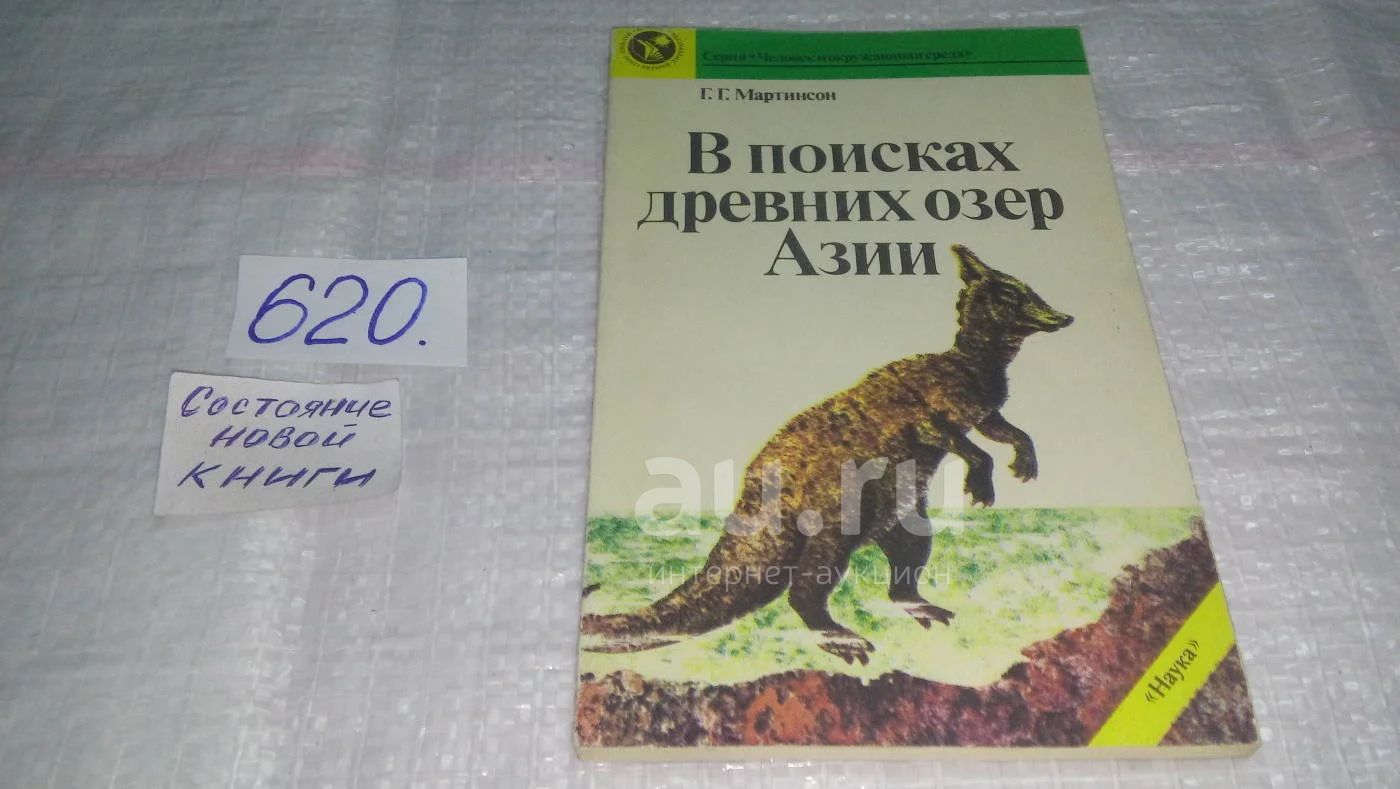 Серия «Человек и окружающая среда»
Г. Г. Мартинсон
В поисках
древних озер
Азии
620.
Состояние
новой
книги
au.ru
интернет-аукцион
«Наука»